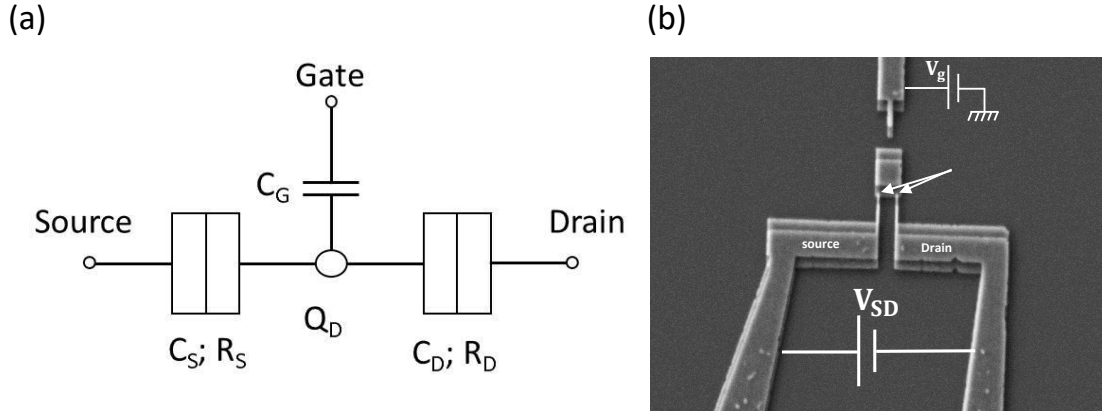 (a)
Gate
C_G
Source
Drain
Q_D
C_S; R_S
C_D; R_D
(b)
V_g
source
Drain
V_SD